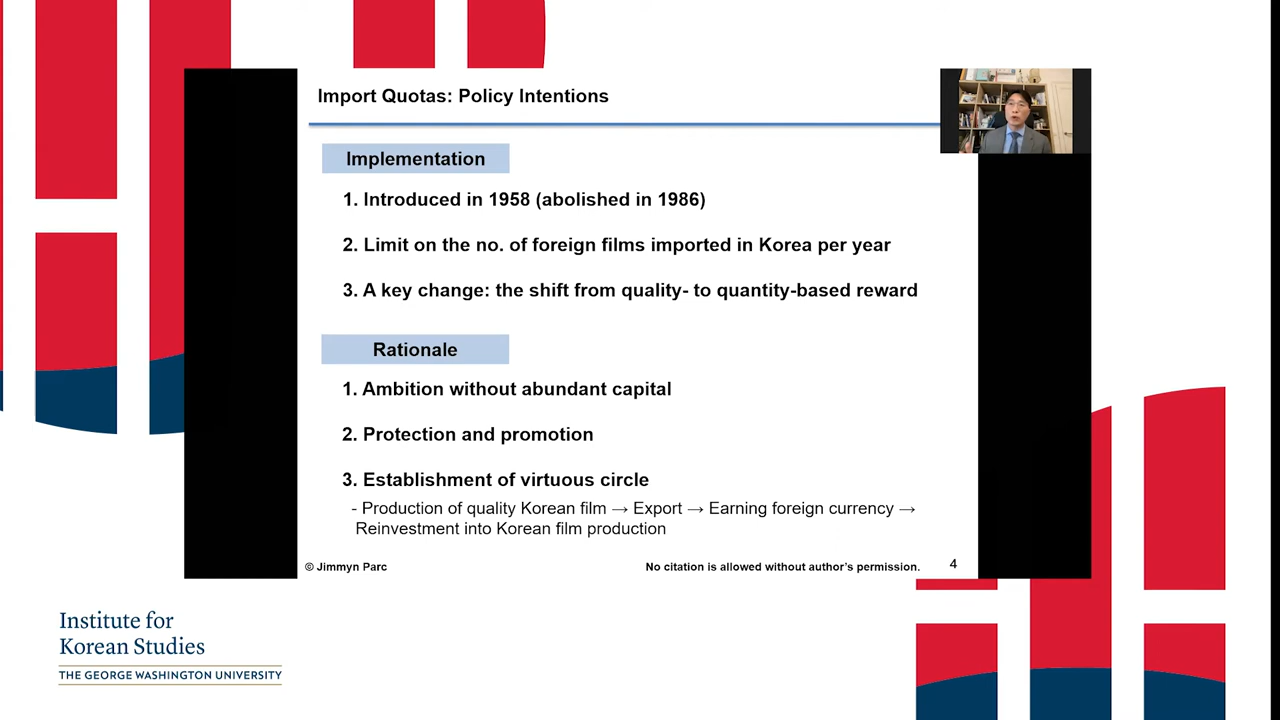 Import Quotas: Policy Intentions
Implementation
1. Introduced in 1958 (abolished in 1986)
2. Limit on the no. of foreign films imported in Korea per year
3. A key change: the shift from quality- to quantity-based reward
Rationale
1. Ambition without abundant capital
2. Protection and promotion
3. Establishment of virtuous circle
- Production of quality Korean film → Export → Earning foreign currency →
Reinvestment into Korean film production
© Jimmyn Parc
No citation is allowed without author's permission.
4
Institute for
Korean Studies
THE GEORGE WASHINGTON UNIVERSITY